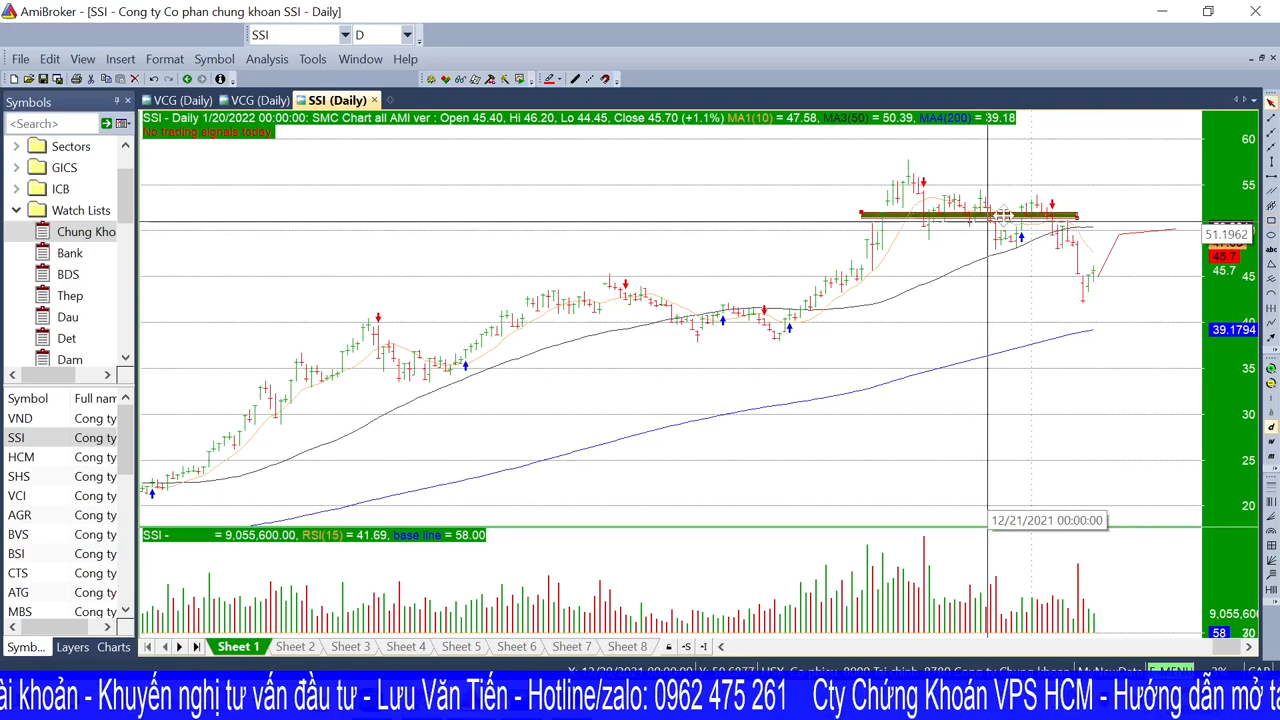 AmiBroker - [SSI - Cong ty Co phan chung khoan SSI - Daily]
SSI D
File Edit View Insert Format Symbol Analysis Tools Window Help
Symbols
VCG (Daily) VCG (Daily) SSI (Daily)
<Search>
SSI - Daily 1/20/2022 00:00:00: SMC Chart all AMI ver : Open 45.40, Hi 46.20, Lo 44.45, Close 45.70 (+1.1%) MA1(10) = 47.58, MA3(50) = 50.39, MA4(200) = 39.18
No trading signals today
Sectors
GICS
ICB
Watch Lists
Chung Kho
Bank
BDS
Thep
Dau
Det
Dam
60
55
51.1962
45.7
45
45.7
40
39.1794
35
30
25
20
12/21/2021 00:00:00
Symbol Full nam
VND Cong ty
SSI Cong ty
HCM Cong ty
SHS Cong ty
VCI Cong ty
AGR Cong ty
BVS Cong ty
BSI Cong ty
CTS Cong ty
ATG Cong ty
MBS Cong ty
SSI - = 9,055,600.00, RSI(15) = 41.69, base line = 58.00
9,055,600
58
Symb... Layers Charts
Sheet 1 Sheet 2 Sheet 3 Sheet 4 Sheet 5 Sheet 6 Sheet 7 Sheet 8
ài khoản - Khuyến nghị tư vấn đầu tư - Lưu Văn Tiến - Hotline/zalo: 0962 475 261 Cty Chứng Khoán VPS HCM - Hướng dẫn mở tà